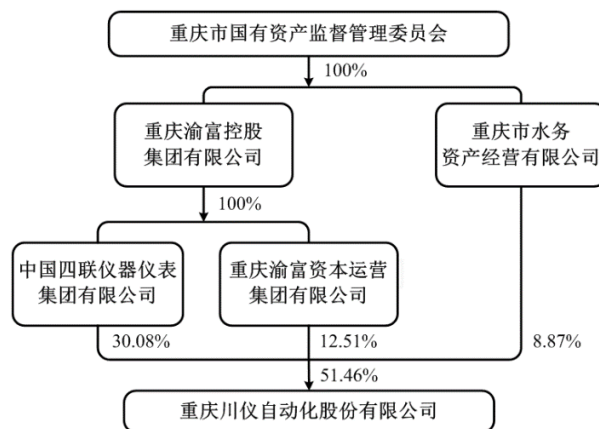 重庆市国有资产监督管理委员会
100%
重庆渝富控股
集团有限公司
重庆市水务
资产经营有限公司
100%
中国四联仪器仪表
集团有限公司
重庆渝富资本运营
集团有限公司
30.08%
12.51%
8.87%
51.46%
重庆川仪自动化股份有限公司